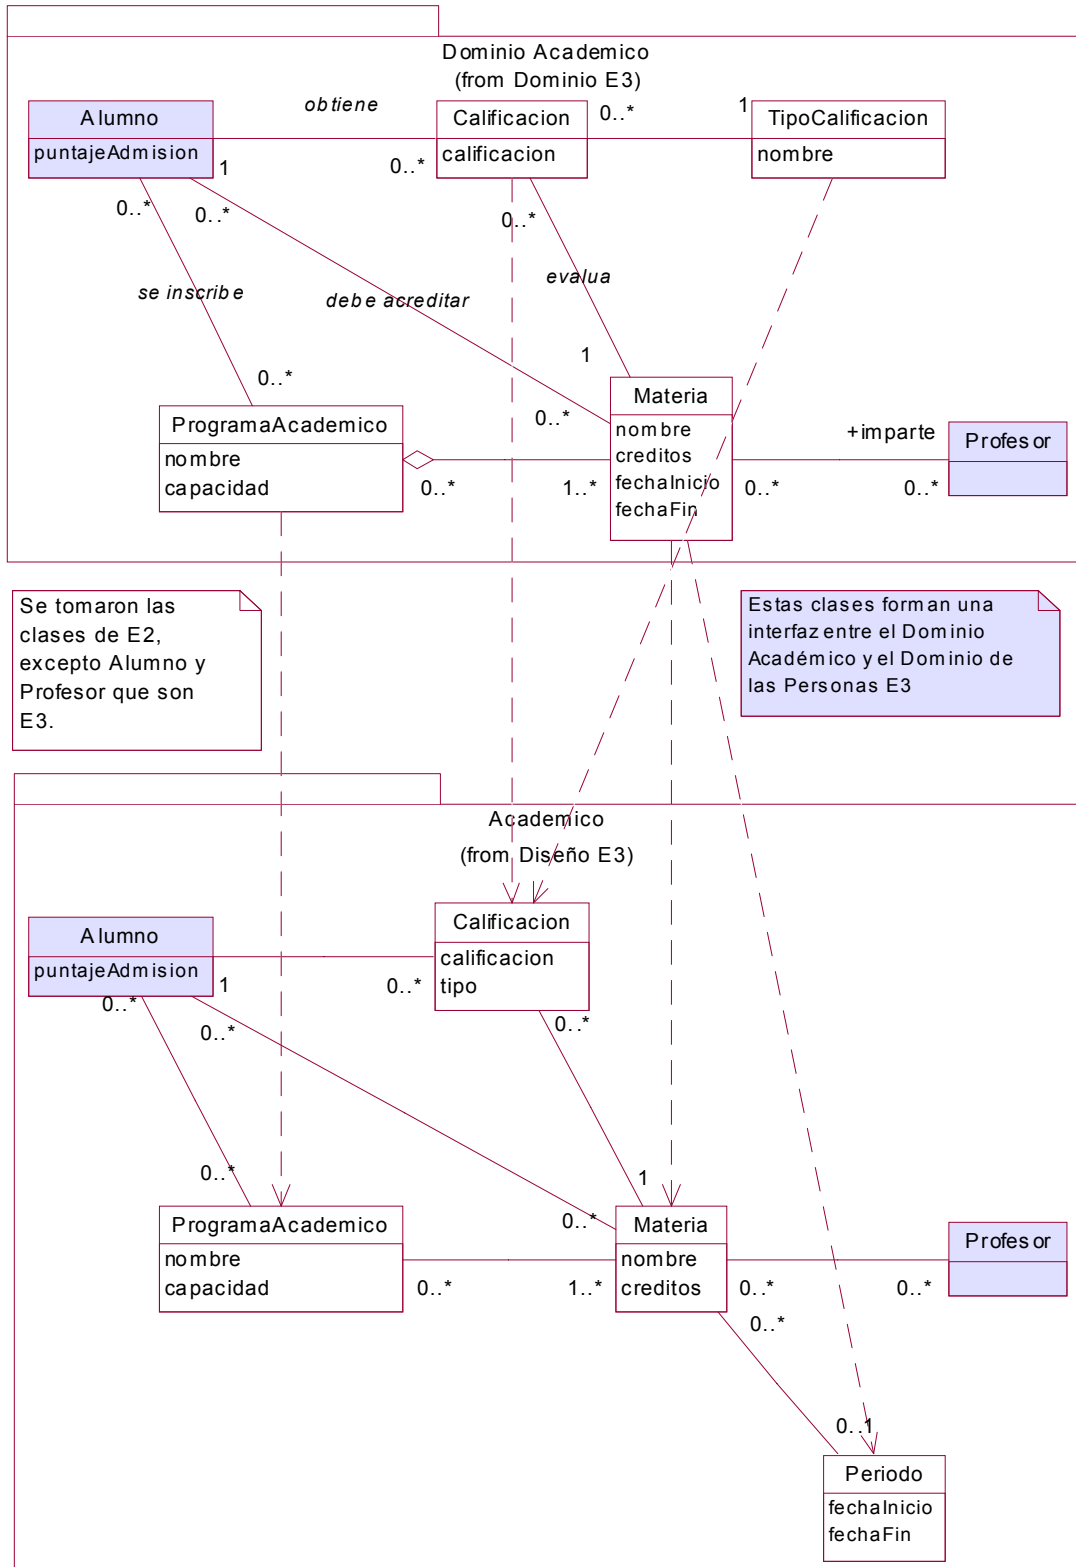 Dominio Academico
(from Dominio E3)
Alumno
puntajeAdmision
obtiene
1
0..*
Calificacion
calificacion
0..*
1
TipoCalificacion
nombre
0..*
0..*
0..*
se inscribe
debe acreditar
evalua
1
0..*
0..*
ProgramaAcademico
nombre
capacidad
0..*
1..*
Materia
nombre
creditos
fechaInicio
fechaFin
+imparte
0..*
0..*
Profesor
Se tomaron las
clases de E2,
excepto Alumno y
Profesor que son
E3.
Estas clases forman una
interfaz entre el Dominio
Académico y el Dominio de
las Personas E3
Academico
(from Diseño E3)
Alumno
puntajeAdmision
1
0..*
Calificacion
calificacion
tipo
0..*
0..*
0..*
0..*
1
0..*
ProgramaAcademico
nombre
capacidad
0..*
1..*
Materia
nombre
creditos
0..*
0..*
Profesor
0..*
0..1
Periodo
fechaInicio
fechaFin